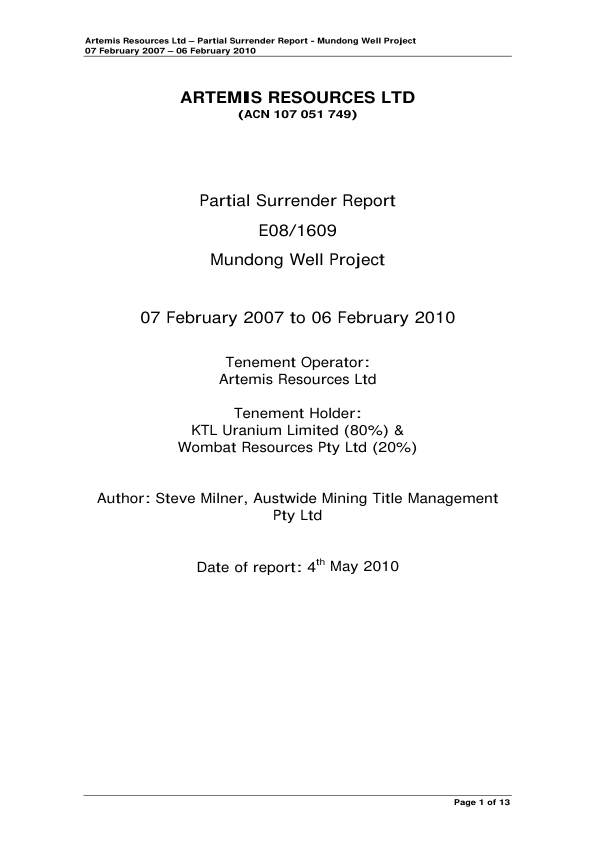 Artemis Resources Ltd – Partial Surrender Report - Mundong Well Project
07 February 2007 – 06 February 2010
ARTEMIS RESOURCES LTD
(ACN 107 051 749)
Partial Surrender Report
E08/1609
Mundong Well Project
07 February 2007 to 06 February 2010
Tenement Operator:
Artemis Resources Ltd
Tenement Holder:
KTL Uranium Limited (80%) &
Wombat Resources Pty Ltd (20%)
Author: Steve Milner, Austwide Mining Title Management
Pty Ltd
Date of report: 4th May 2010
Page 1 of 13